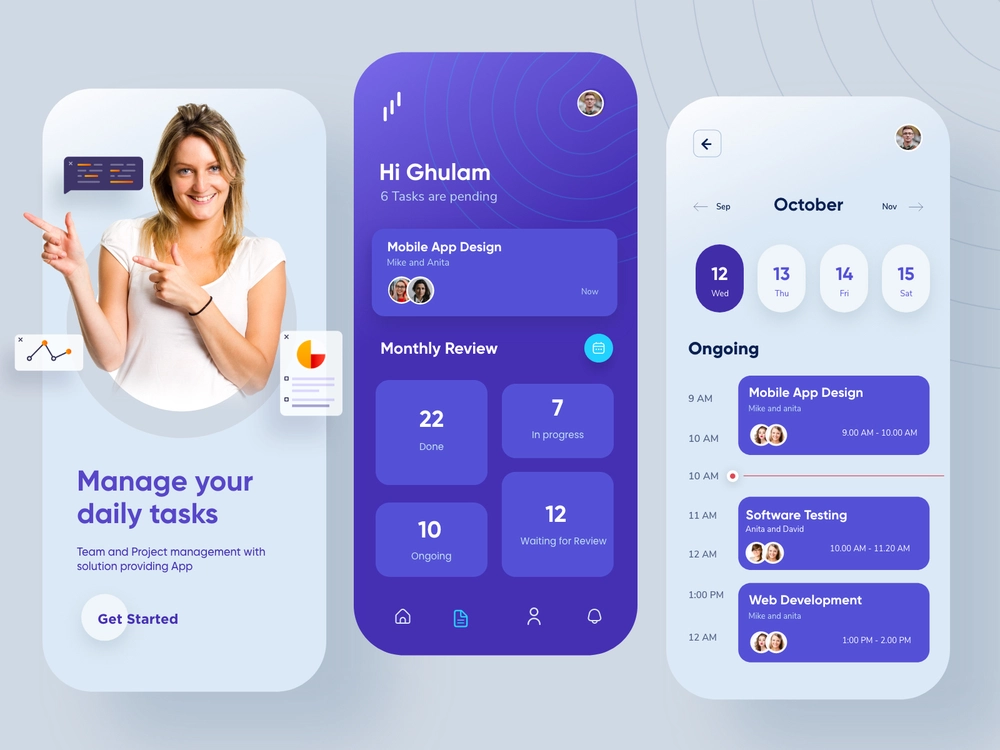 Manage your
daily tasks
Team and Project management with
solution providing App
Get Started
Hi Ghulam
6 Tasks are pending
Mobile App Design
Mike and Anita
Now
Monthly Review
22
Done
7
In progress
10
Ongoing
12
Waiting for Review
Sep
October
Nov
12
Wed
13
Thu
14
Fri
15
Sat
Ongoing
9 AM
Mobile App Design
Mike and anita
9.00 AM - 10.00 AM
10 AM
10 AM
11 AM
Software Testing
Anita and David
10.00 AM - 11.20 AM
12 AM
1:00 PM
Web Development
Mike and anita
1:00 PM - 2.00 PM
12 AM